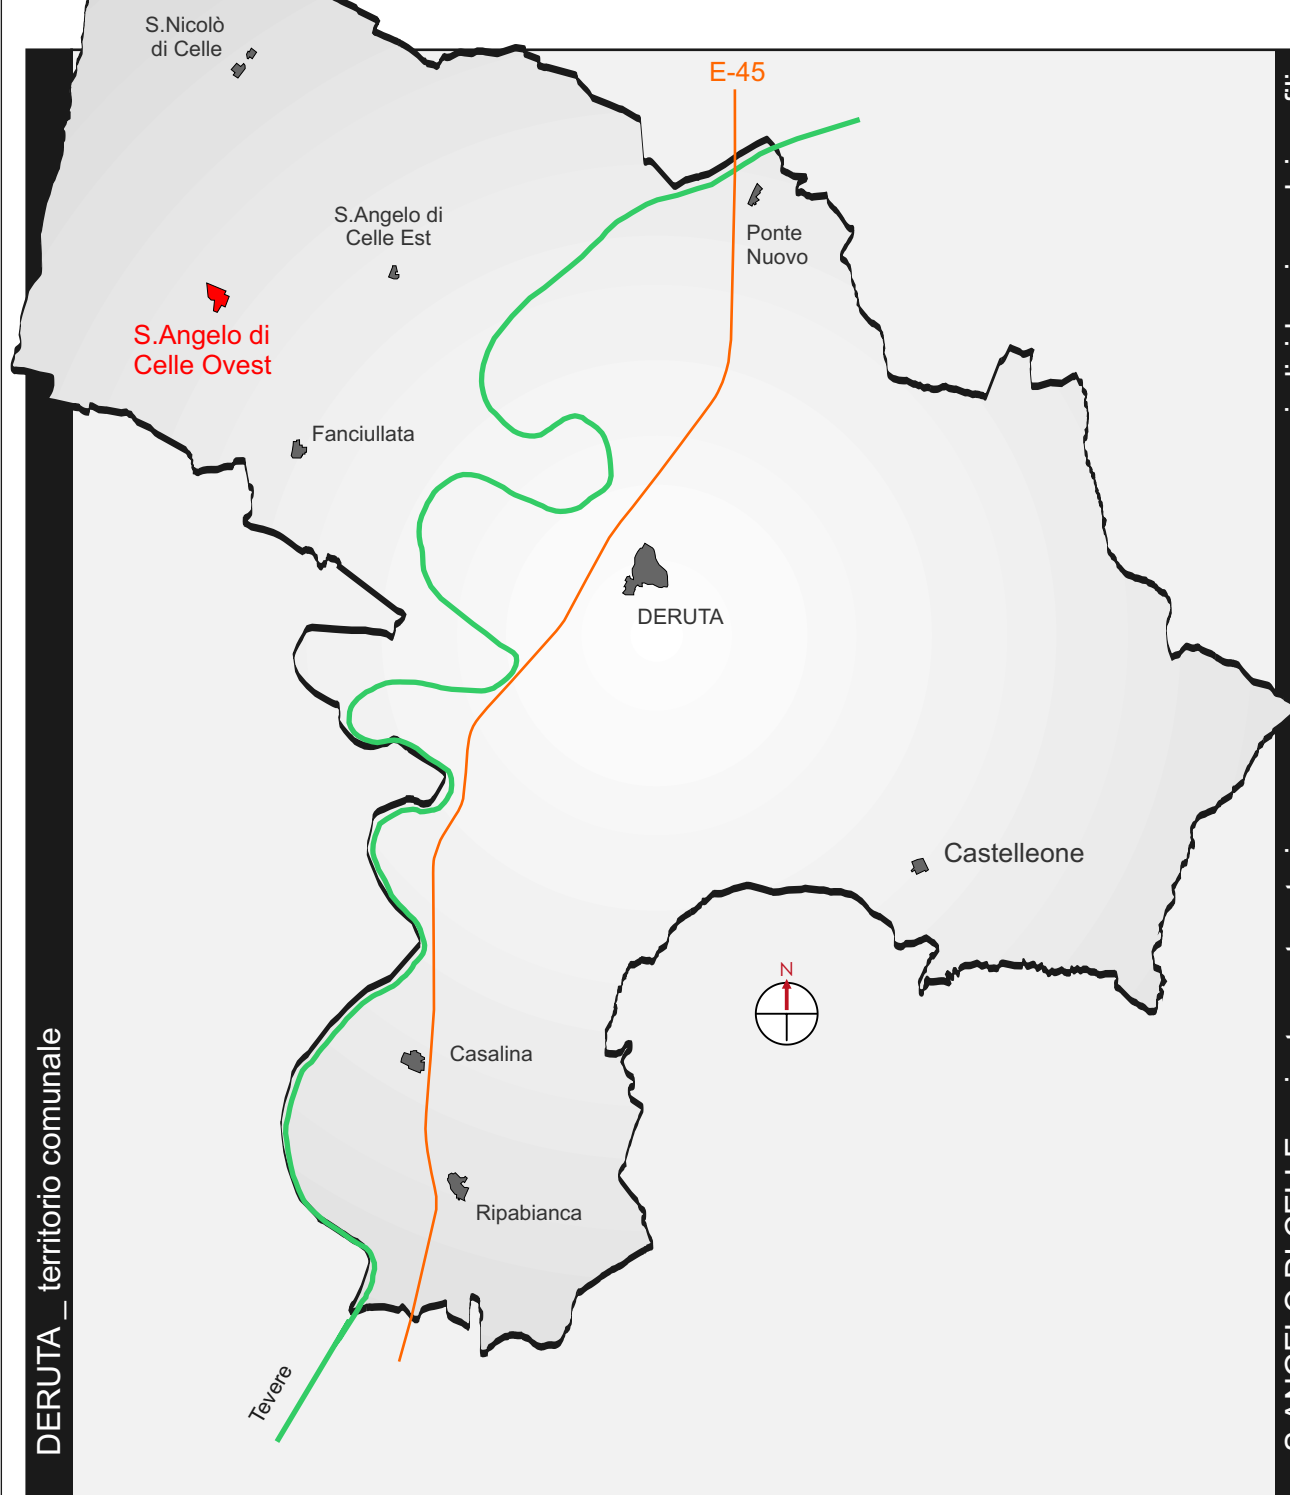 S.Nicolò
di Celle
E-45
S.Angelo di
Celle Est
Ponte
Nuovo
S.Angelo di
Celle Ovest
Fanciullata
DERUTA
Castelleone
N
Casalina
Ripabianca
Tevere
DERUTA _ territorio comunale